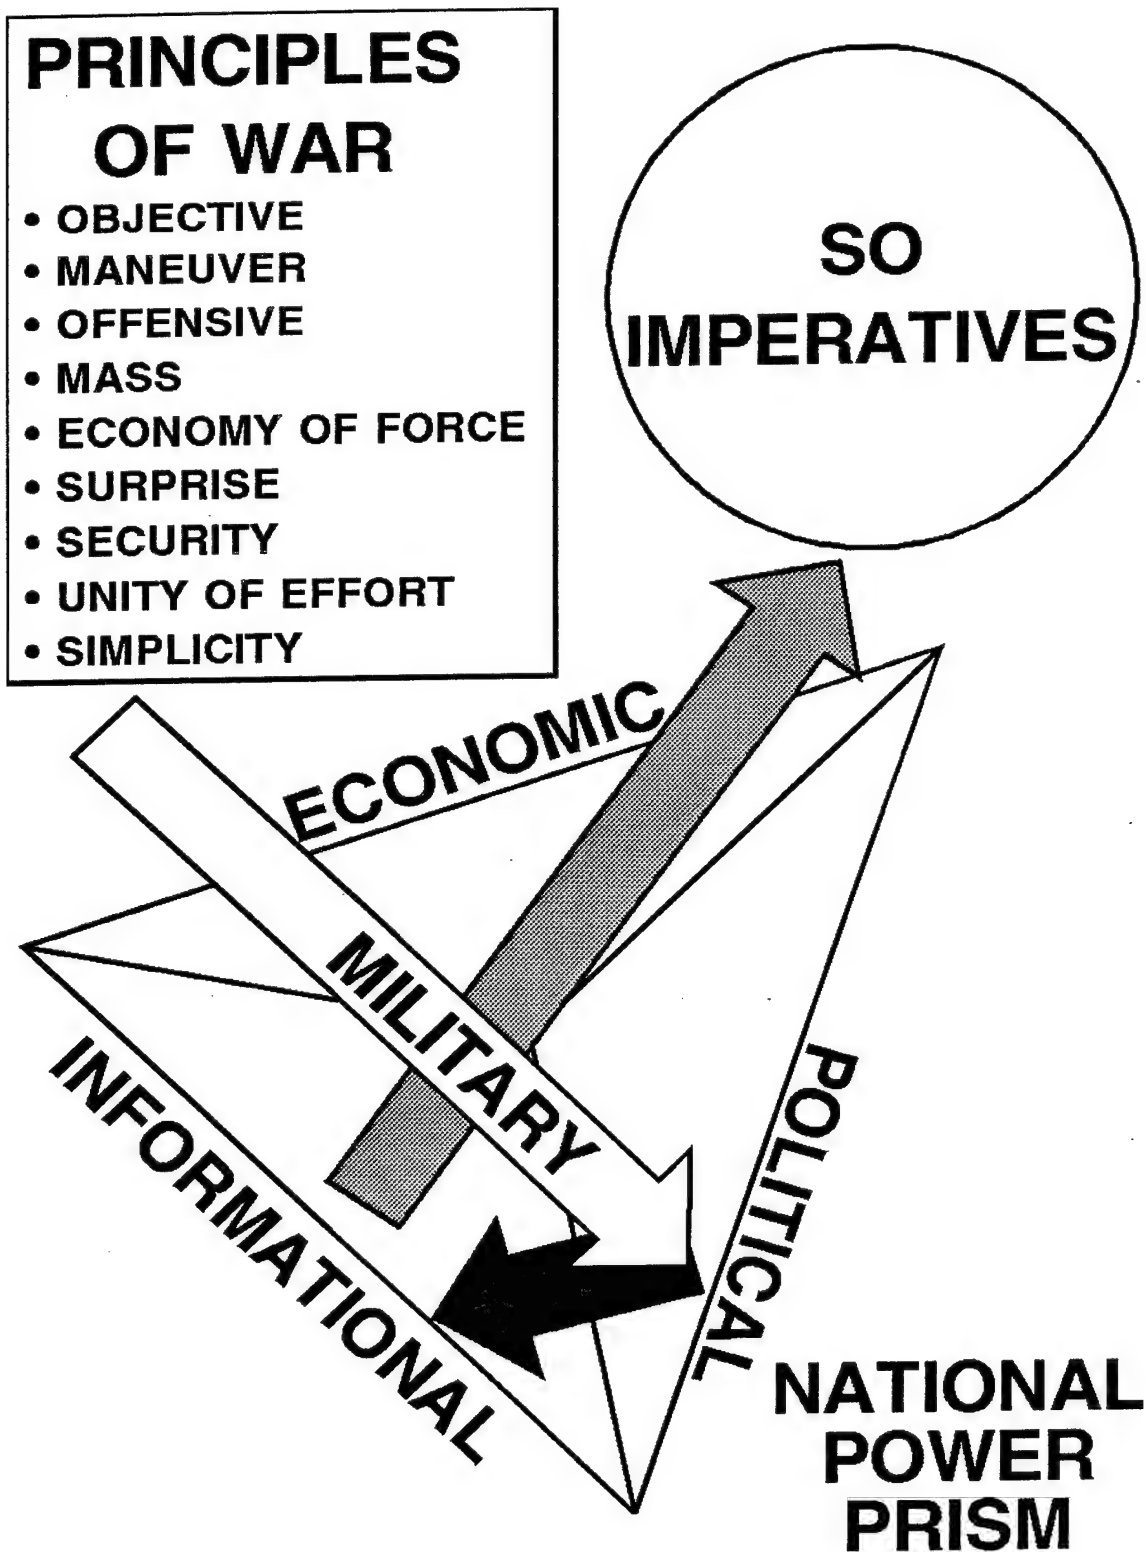 PRINCIPLES
OF WAR
• OBJECTIVE
• MANEUVER
• OFFENSIVE
• MASS
• ECONOMY OF FORCE
• SURPRISE
• SECURITY
• UNITY OF EFFORT
• SIMPLICITY
SO
IMPERATIVES
ECONOMIC
MILITARY
INFORMATIONAL
POLITICAL
NATIONAL
POWER
PRISM